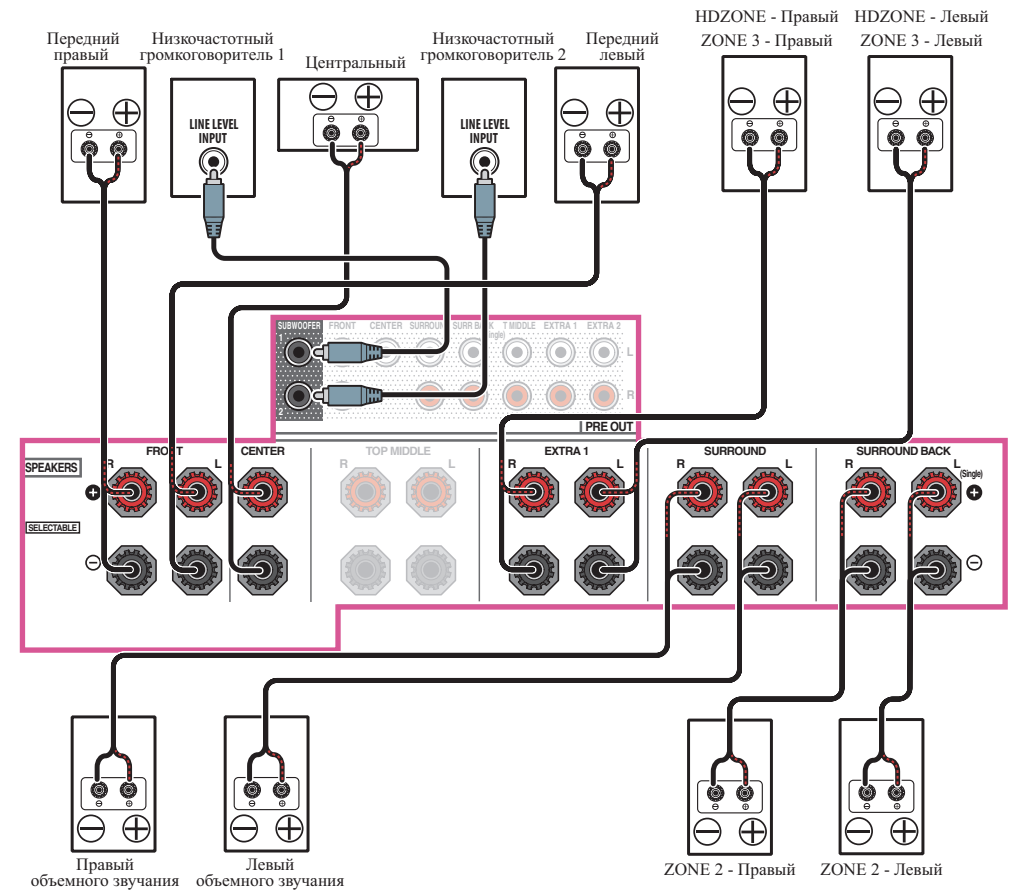 HDZONE - Правый
HDZONE - Левый
ZONE 3 - Правый
ZONE 3 - Левый
Передний
правый
Низкочастотный
громкоговоритель 1
Центральный
Низкочастотный
громкоговоритель 2
Передний
левый
LINE LEVEL
INPUT
LINE LEVEL
INPUT
SUBWOOFER
FRONT
CENTER
SURROUND
SURR BACK
T MIDDLE
EXTRA 1
EXTRA 2
1
L
2
R
PRE OUT
SPEAKERS
FRONT
R
L
CENTER
TOP MIDDLE
R
L
EXTRA 1
R
L
SURROUND
R
L
SURROUND BACK
R
L
(Single)
SELECTABLE
Правый
объемного звучания
Левый
объемного звучания
ZONE 2 - Правый
ZONE 2 - Левый